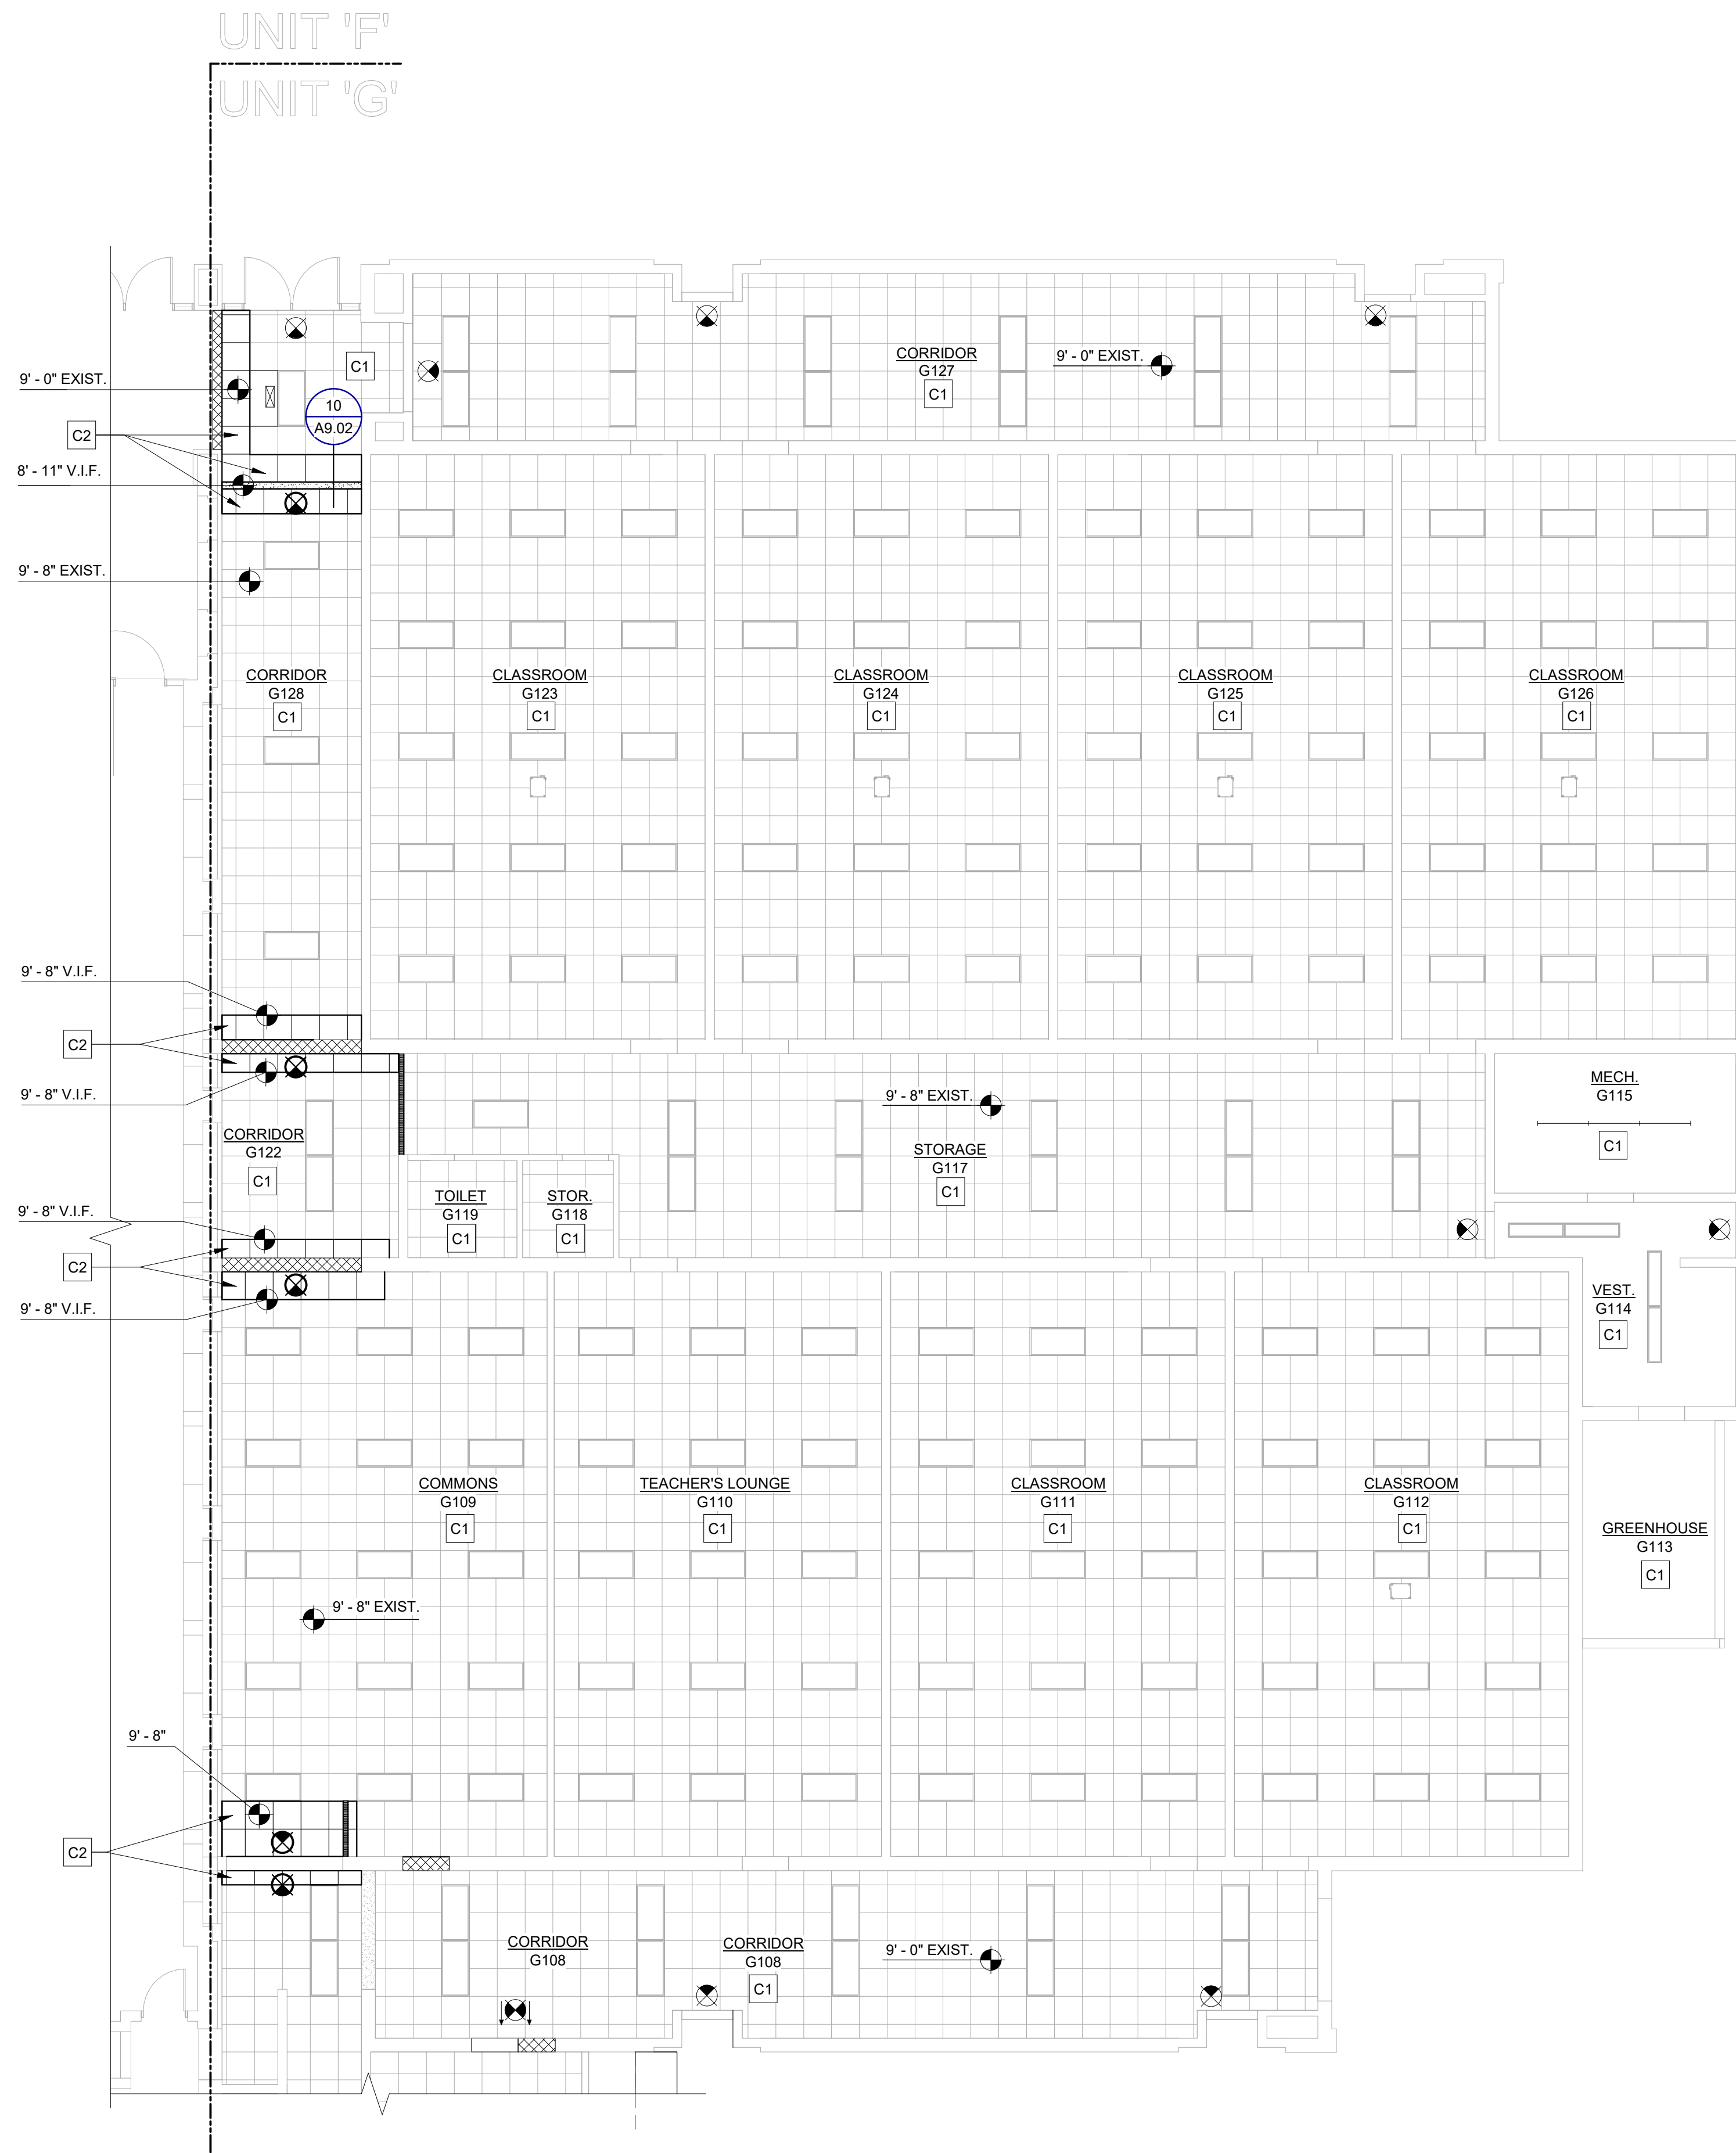 UNIT 'F'
UNIT 'G'
9' - 0" EXIST.
C2
8' - 11" V.I.F.
9' - 8" EXIST.
C1
10
A9.02
CORRIDOR
G127
C1
9' - 0" EXIST.
CORRIDOR
G128
C1
CLASSROOM
G123
C1
CLASSROOM
G124
C1
CLASSROOM
G125
C1
CLASSROOM
G126
C1
9' - 8" V.I.F.
C2
9' - 8" V.I.F.
CORRIDOR
G122
C1
9' - 8" EXIST.
STORAGE
G117
C1
TOILET
G119
C1
STOR.
G118
C1
MECH.
G115
C1
9' - 8" V.I.F.
C2
9' - 8" V.I.F.
VEST.
G114
C1
COMMONS
G109
C1
TEACHER'S LOUNGE
G110
C1
CLASSROOM
G111
C1
CLASSROOM
G112
C1
GREENHOUSE
G113
C1
9' - 8" EXIST.
9' - 8"
C2
CORRIDOR
G108
CORRIDOR
G108
C1
9' - 0" EXIST.